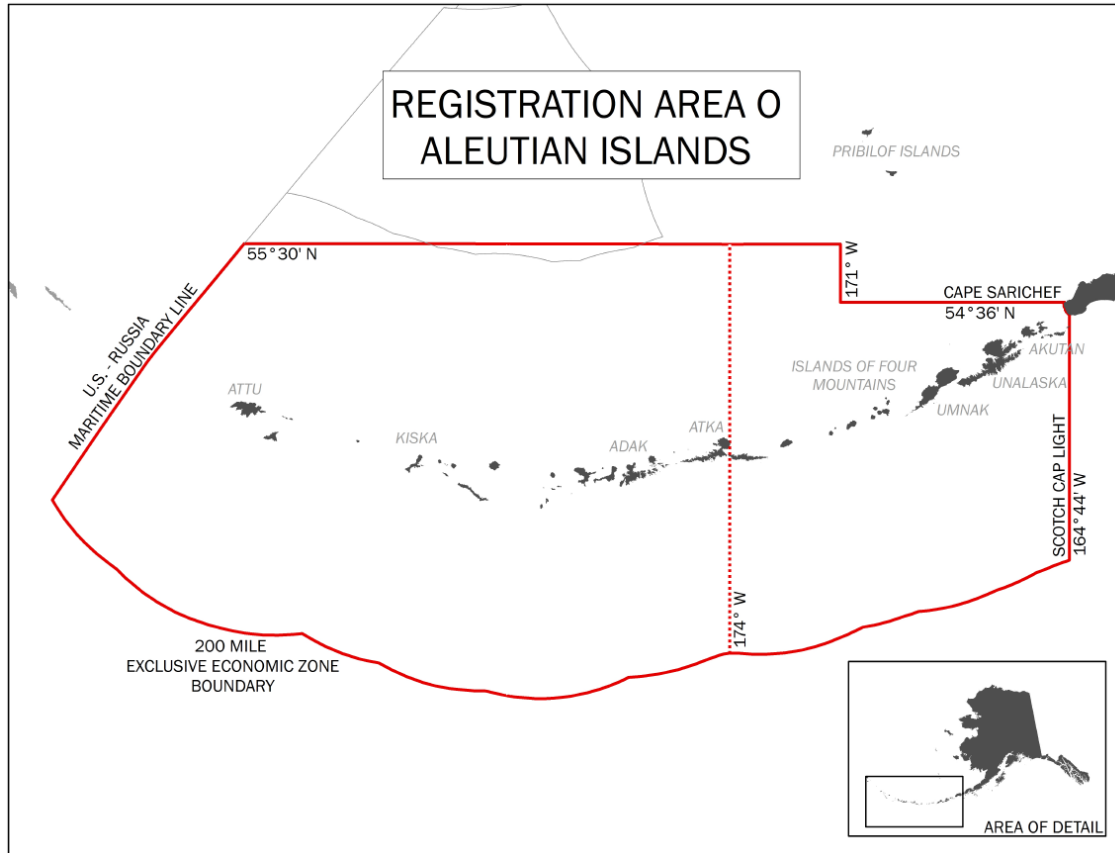 REGISTRATION AREA O
ALEUTIAN ISLANDS
PRIBILOF ISLANDS
55°30' N
171° W
CAPE SARICHEF
54°36' N
U.S. - RUSSIA
MARITIME BOUNDARY LINE
AKUTAN
ISLANDS OF FOUR
MOUNTAINS
UNALASKA
UMNAK
ATTU
KISKA
ADAK
ATKA
SCOTCH CAP LIGHT
164°44' W
174° W
200 MILE
EXCLUSIVE ECONOMIC ZONE
BOUNDARY
AREA OF DETAIL